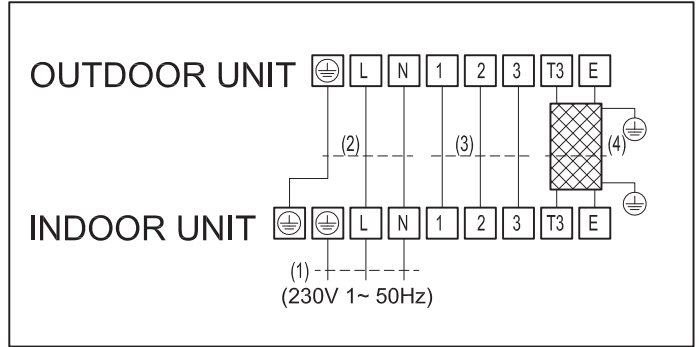 OUTDOOR UNIT L N 1 2 3 T3 E
(2) (3) (4)
INDOOR UNIT L N 1 2 3 T3 E
(1)
(230V 1~ 50Hz)